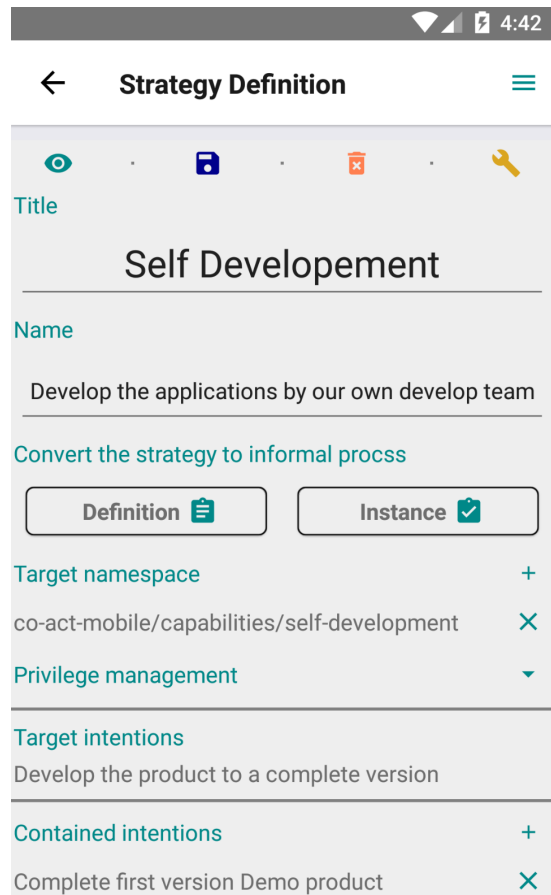 4:42
Strategy Definition
Title
Self Developement
Name
Develop the applications by our own develop team
Convert the strategy to informal procss
Definition
Instance
Target namespace
co-act-mobile/capabilities/self-development
Privilege management
Target intentions
Develop the product to a complete version
Contained intentions
Complete first version Demo product